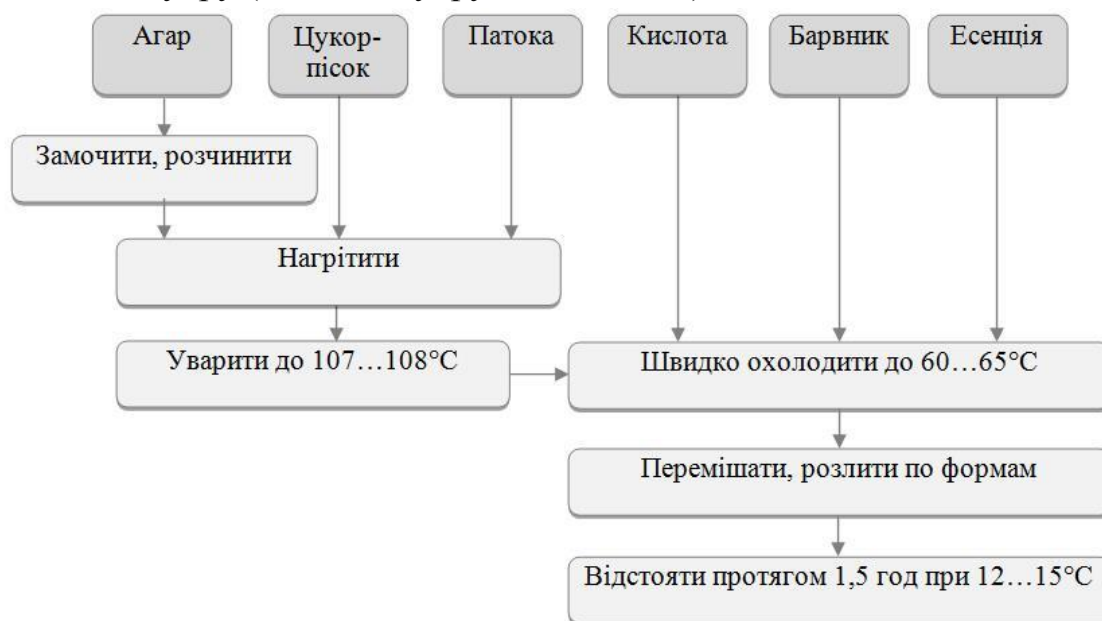 Агар
Цукор-
пісок
Патока
Кислота
Барвник
Есенція
Замочити, розчинити
Нагрітити
Уварити до 107…108°С
Швидко охолодити до 60…65°С
Перемішати, розлити по формам
Відстояти протягом 1,5 год при 12…15°С